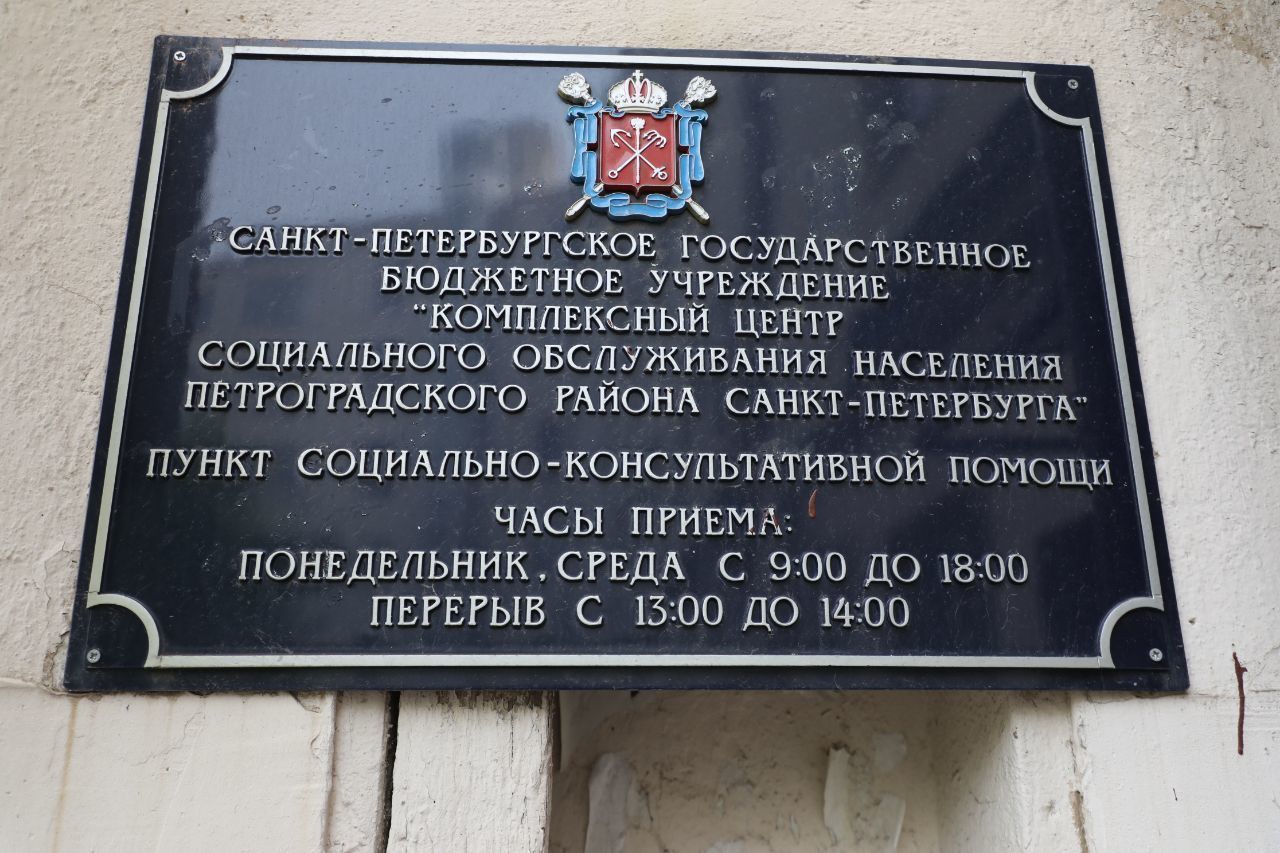 САНКТ-ПЕТЕРБУРГСКОЕ ГОСУДАРСТВЕННОЕ
БЮДЖЕТНОЕ УЧРЕЖДЕНИЕ
"КОМПЛЕКСНЫЙ ЦЕНТР
СОЦИАЛЬНОГО ОБСЛУЖИВАНИЯ НАСЕЛЕНИЯ
ПЕТРОГРАДСКОГО РАЙОНА САНКТ-ПЕТЕРБУРГА"
ПУНКТ СОЦИАЛЬНО-КОНСУЛЬТАТИВНОЙ ПОМОЩИ
ЧАСЫ ПРИЕМА:
ПОНЕДЕЛЬНИК, СРЕДА С 9:00 ДО 18:00
ПЕРЕРЫВ С 13:00 ДО 14:00